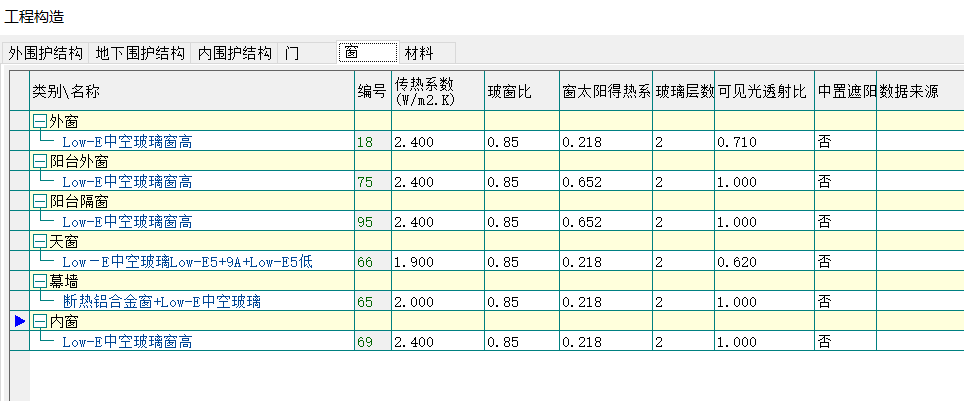 工程构造
外围护结构 地下围护结构 内围护结构 门 窗 材料
类别\名称 编号 传热系数 (W/m2.K) 玻窗比 窗太阳得热系 玻璃层数 可见光透射比 中置遮阳 数据来源
外窗
Low-E中空玻璃窗高 18 2.400 0.85 0.218 2 0.710 否
阳台外窗
Low-E中空玻璃窗高 75 2.400 0.85 0.652 2 1.000 否
阳台隔窗
Low-E中空玻璃窗高 95 2.400 0.85 0.652 2 1.000 否
天窗
Low－E中空玻璃Low-E5+9A+Low-E5低 66 1.900 0.85 0.218 2 0.620 否
幕墙
断热铝合金窗+Low-E中空玻璃 65 2.000 0.85 0.218 2 1.000 否
内窗
Low-E中空玻璃窗高 69 2.400 0.85 0.218 2 1.000 否